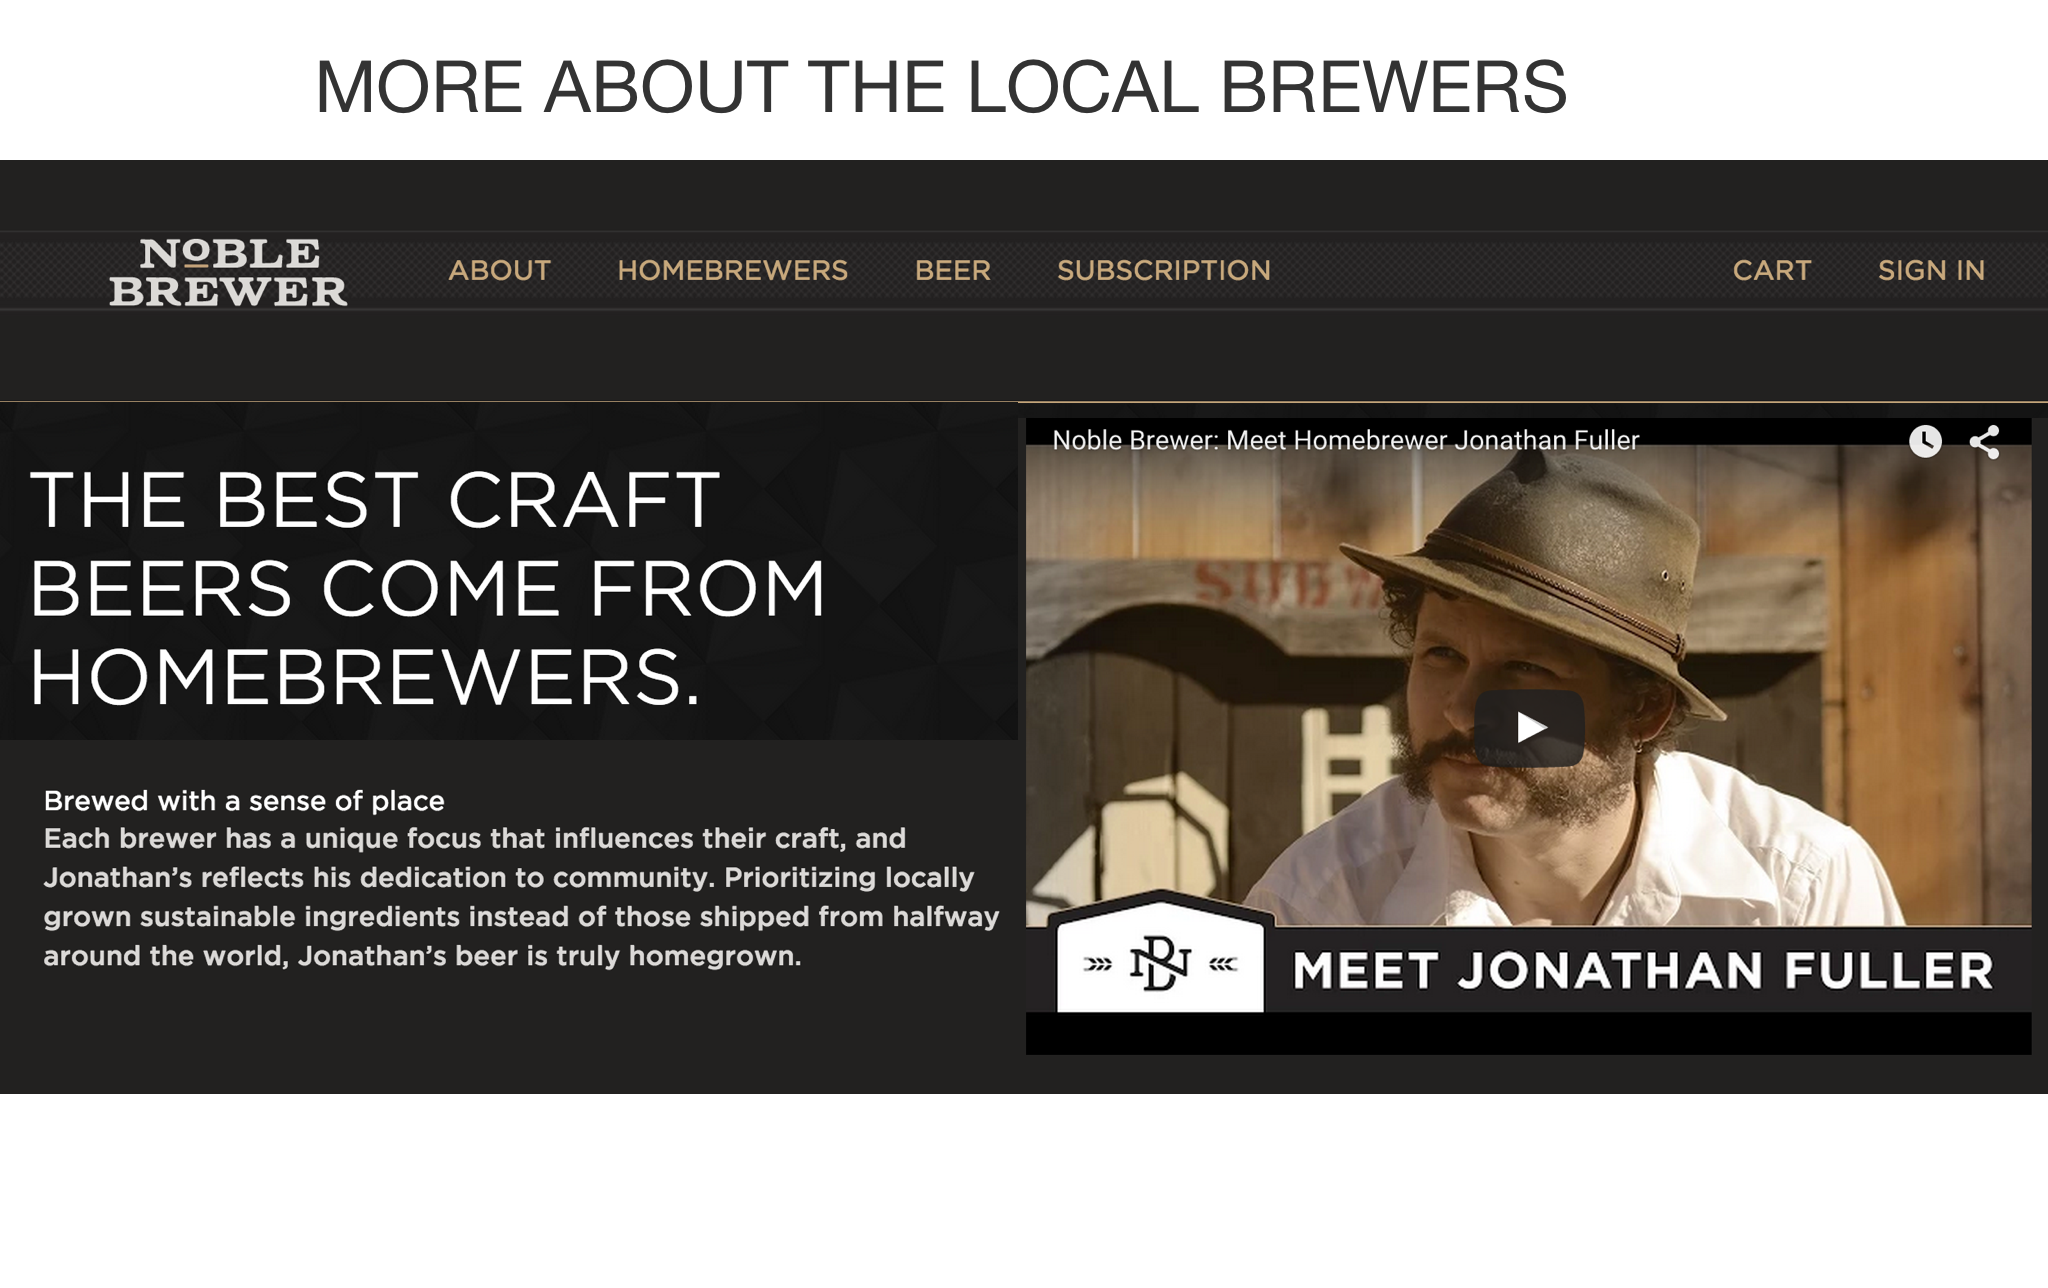 MORE ABOUT THE LOCAL BREWERS
NOBLE
BREWER
ABOUT HOMEBREWERS BEER SUBSCRIPTION CART SIGN IN
THE BEST CRAFT
BEERS COME FROM
HOMEBREWERS.
Brewed with a sense of place
Each brewer has a unique focus that influences their craft, and
Jonathan’s reflects his dedication to community. Prioritizing locally
grown sustainable ingredients instead of those shipped from halfway
around the world, Jonathan’s beer is truly homegrown.
Noble Brewer: Meet Homebrewer Jonathan Fuller
SUB
NB
MEET JONATHAN FULLER